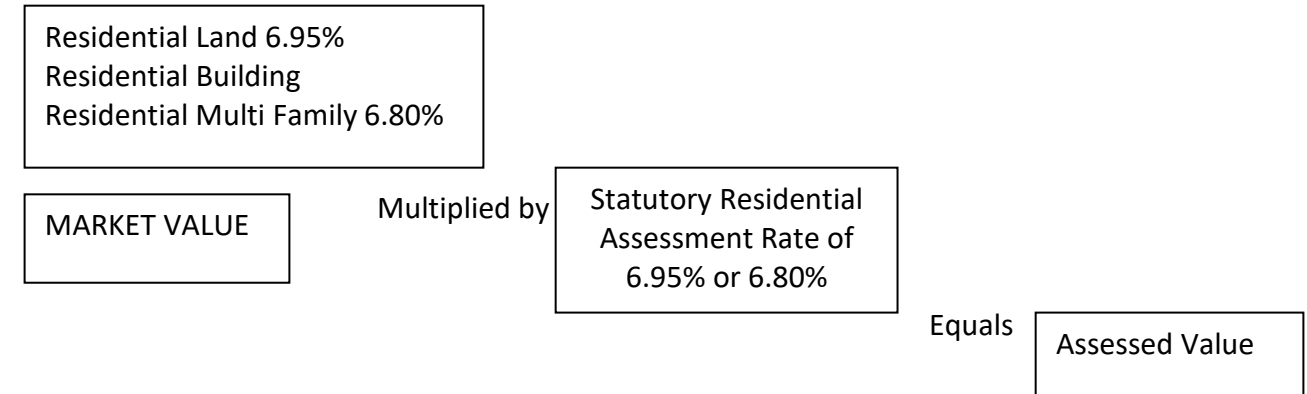 Residential Land 6.95%
Residential Building
Residential Multi Family 6.80%
MARKET VALUE
Multiplied by
Statutory Residential
Assessment Rate of
6.95% or 6.80%
Equals
Assessed Value